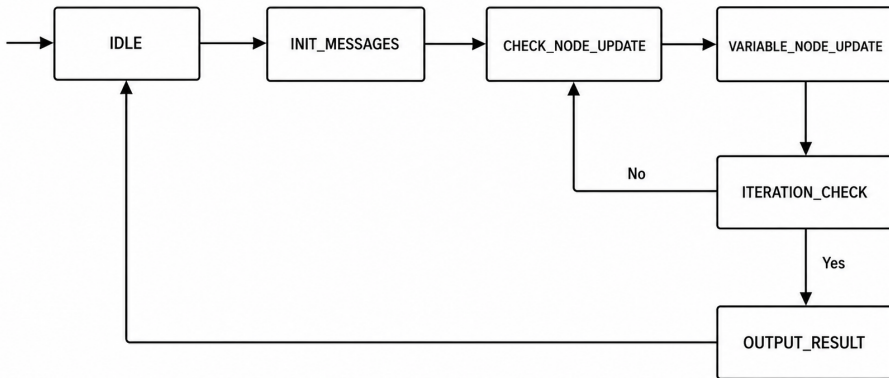 IDLE
INIT_MESSAGES
CHECK_NODE_UPDATE
VARIABLE_NODE_UPDATE
No
ITERATION_CHECK
Yes
OUTPUT_RESULT